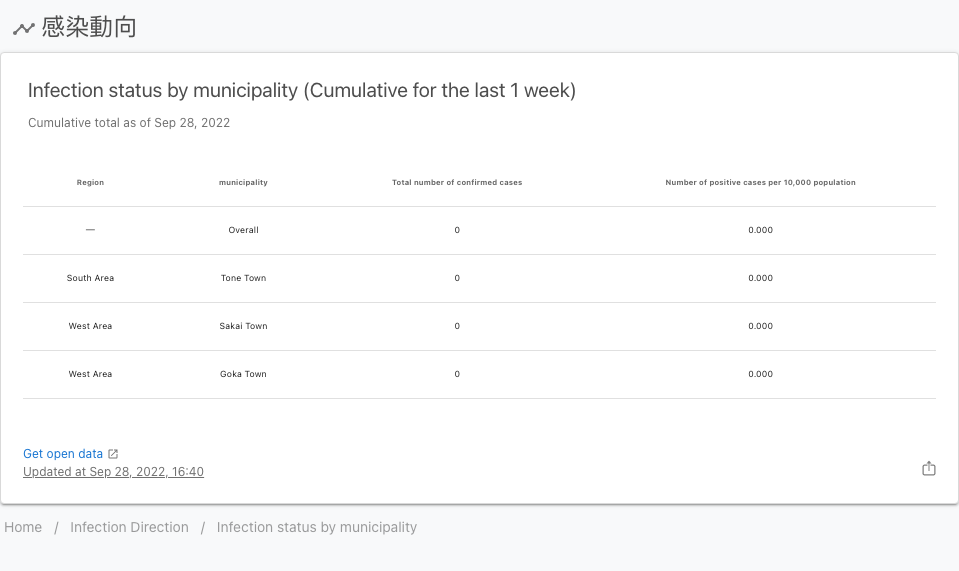 感染動向
Infection status by municipality (Cumulative for the last 1 week)
Cumulative total as of Sep 28, 2022
Region municipality Total number of confirmed cases Number of positive cases per 10,000 population
— Overall 0 0.000
South Area Tone Town 0 0.000
West Area Sakai Town 0 0.000
West Area Goka Town 0 0.000
Get open data
Updated at Sep 28, 2022, 16:40
Home / Infection Direction / Infection status by municipality